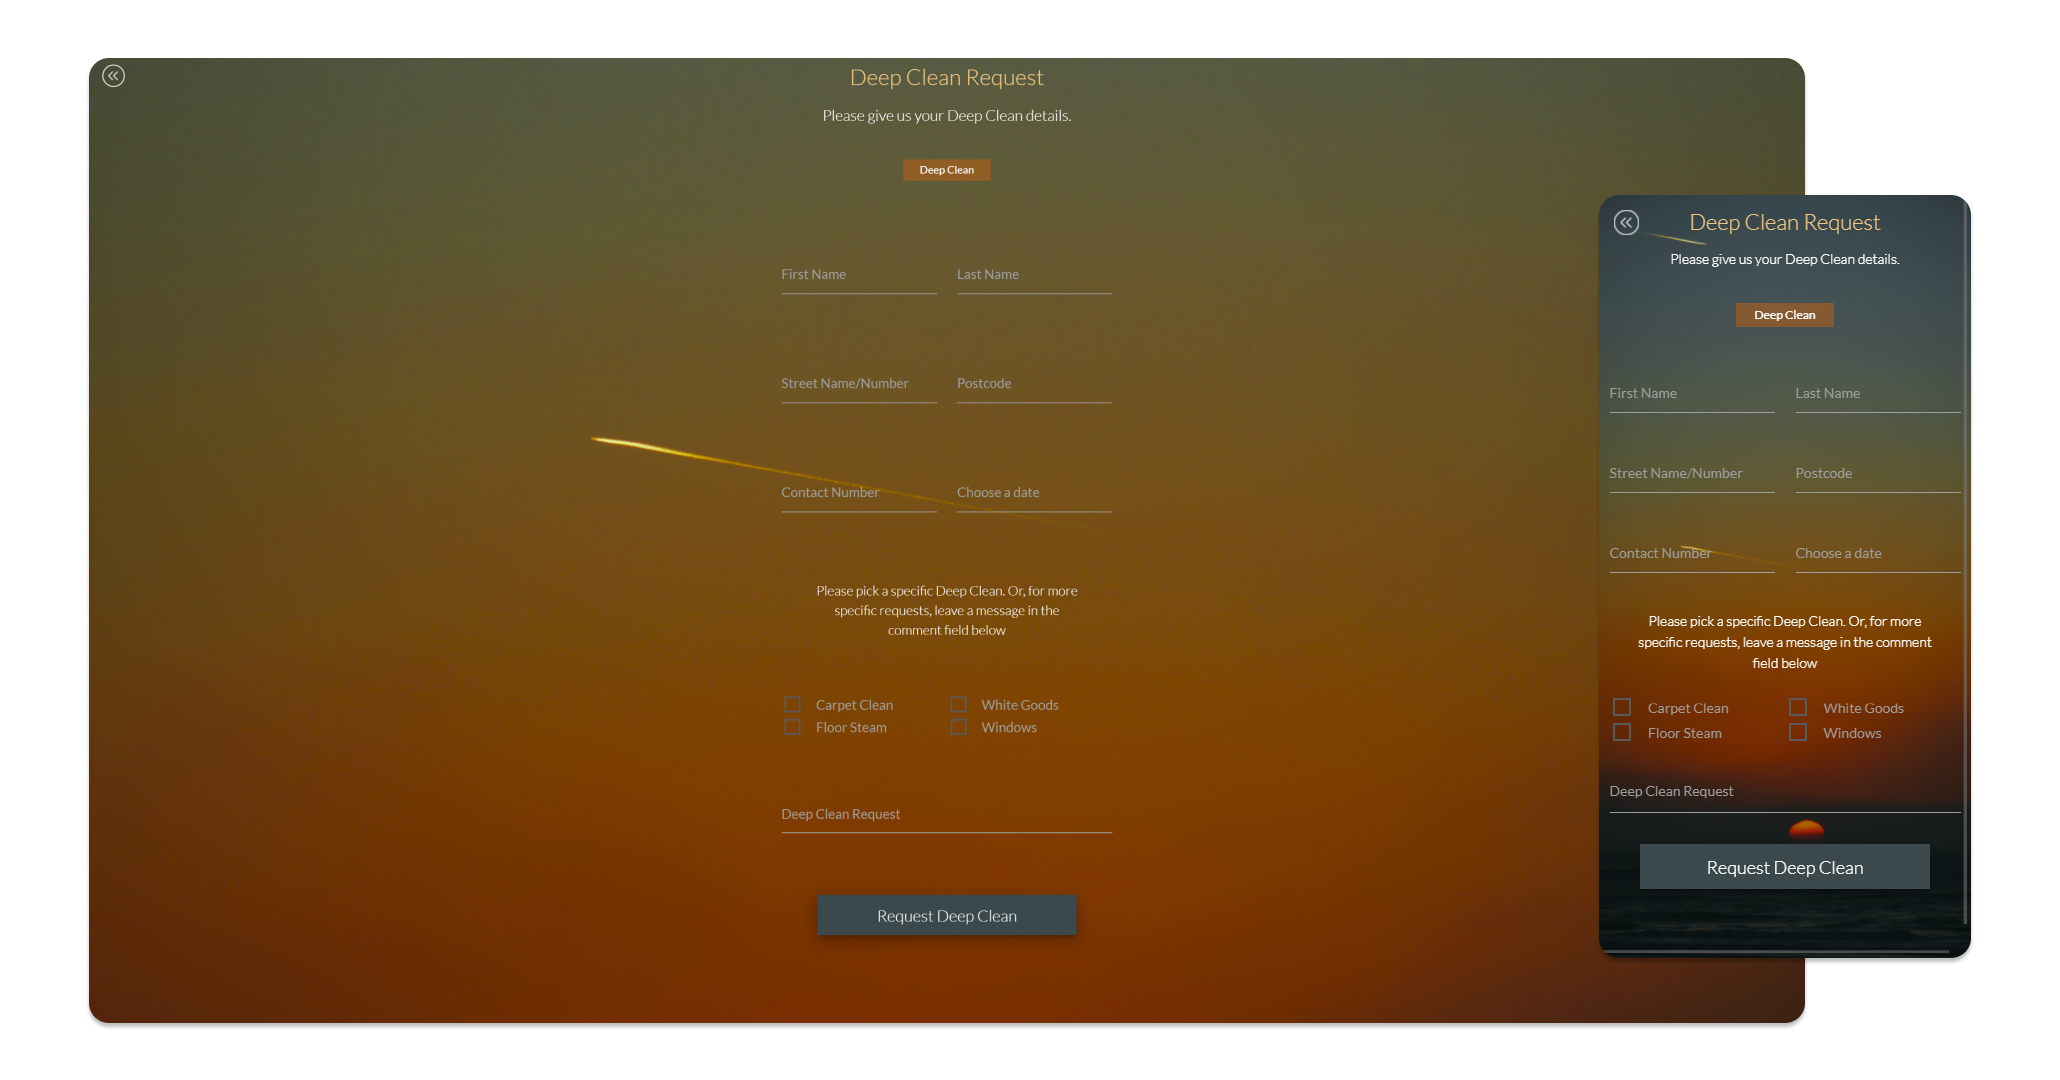 Deep Clean Request
Please give us your Deep Clean details.
Deep Clean
First Name
Last Name
Street Name/Number
Postcode
Contact Number
Choose a date
Please pick a specific Deep Clean. Or, for more
specific requests, leave a message in the
comment field below
Carpet Clean
White Goods
Floor Steam
Windows
Deep Clean Request
Request Deep Clean
Deep Clean Request
Please give us your Deep Clean details.
Deep Clean
First Name
Last Name
Street Name/Number
Postcode
Contact Number
Choose a date
Please pick a specific Deep Clean. Or, for more
specific requests, leave a message in the comment
field below
Carpet Clean
White Goods
Floor Steam
Windows
Deep Clean Request
Request Deep Clean